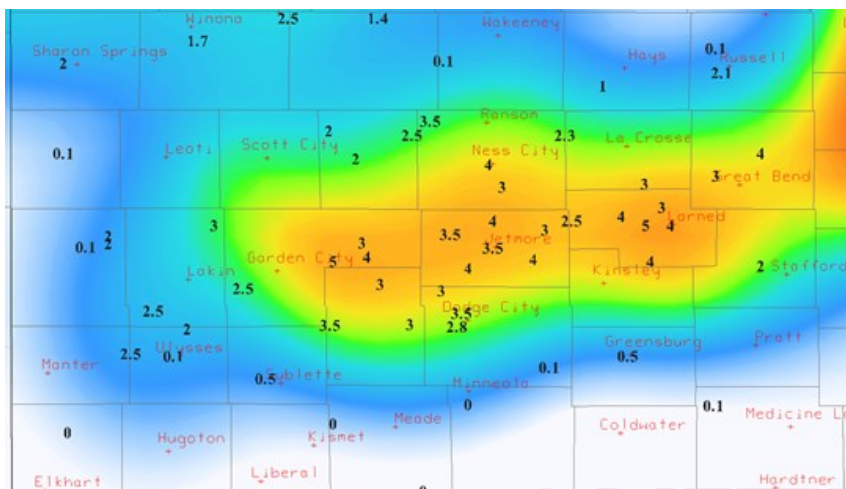 Winona 2.5 1.4 Wakeeney
1.7
Sharon Springs 0.1 Hays 0.1 Russell
2 2.1
1
3.5 Ransom
2 2.5 2.3 La Crosse
0.1 Leoti Scott City 2 Ness City 4
4
3 3 3 Great Bend
3 4 2.5 4 3 Larned
2 3.5 Jetmore 3 5 4
0.1 2 3 3.5
Garden City 5 4 4 4 2 Stafford
Lakin 4 Kinsley
2.5 3 3
2.5 Dodge City 3.5
2 3.5 3 2.8
Ulysses Greensburg Pratt
Manter 2.5 0.1 0.1 0.5
0.5 Sublette Minneola
0 0.1
0 0 Meade Coldwater Medicine L
Hugoton Kismet
Elkhart Liberal Hardtner